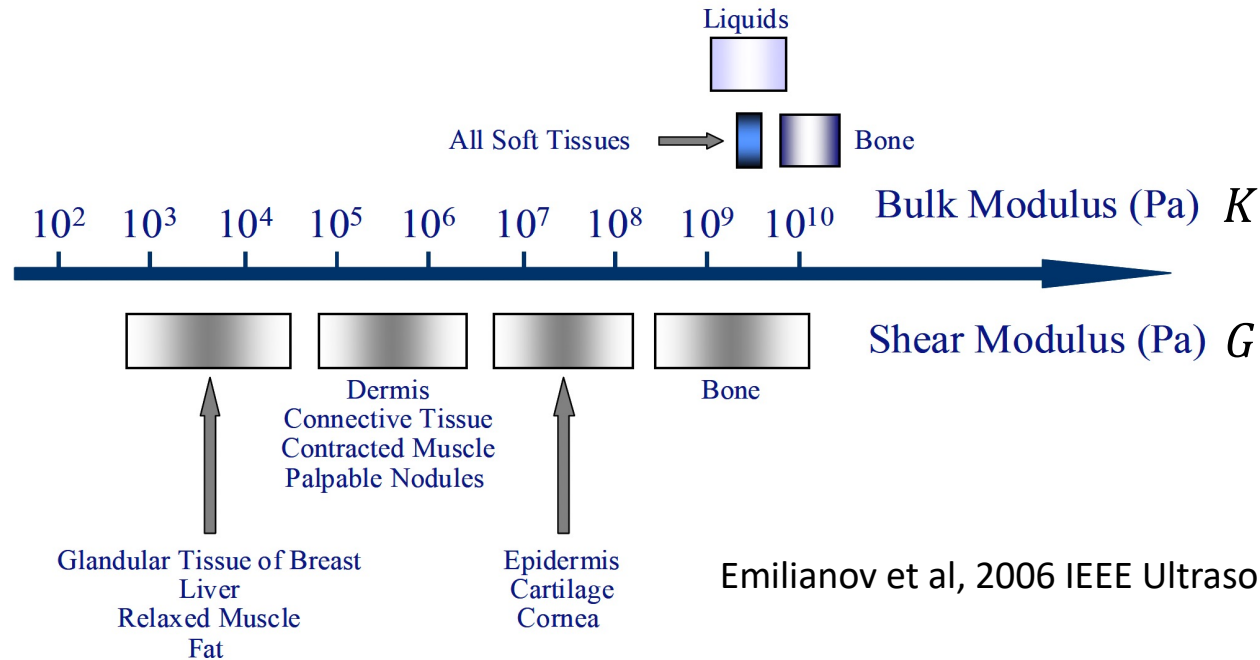 Liquids
All Soft Tissues
Bone
10² 10³ 10⁴ 10⁵ 10⁶ 10⁷ 10⁸ 10⁹ 10¹⁰
Bulk Modulus (Pa) K
Shear Modulus (Pa) G
Dermis
Connective Tissue
Contracted Muscle
Palpable Nodules
Bone
Glandular Tissue of Breast
Liver
Relaxed Muscle
Fat
Epidermis
Cartilage
Cornea
Emilianov et al, 2006 IEEE Ultraso